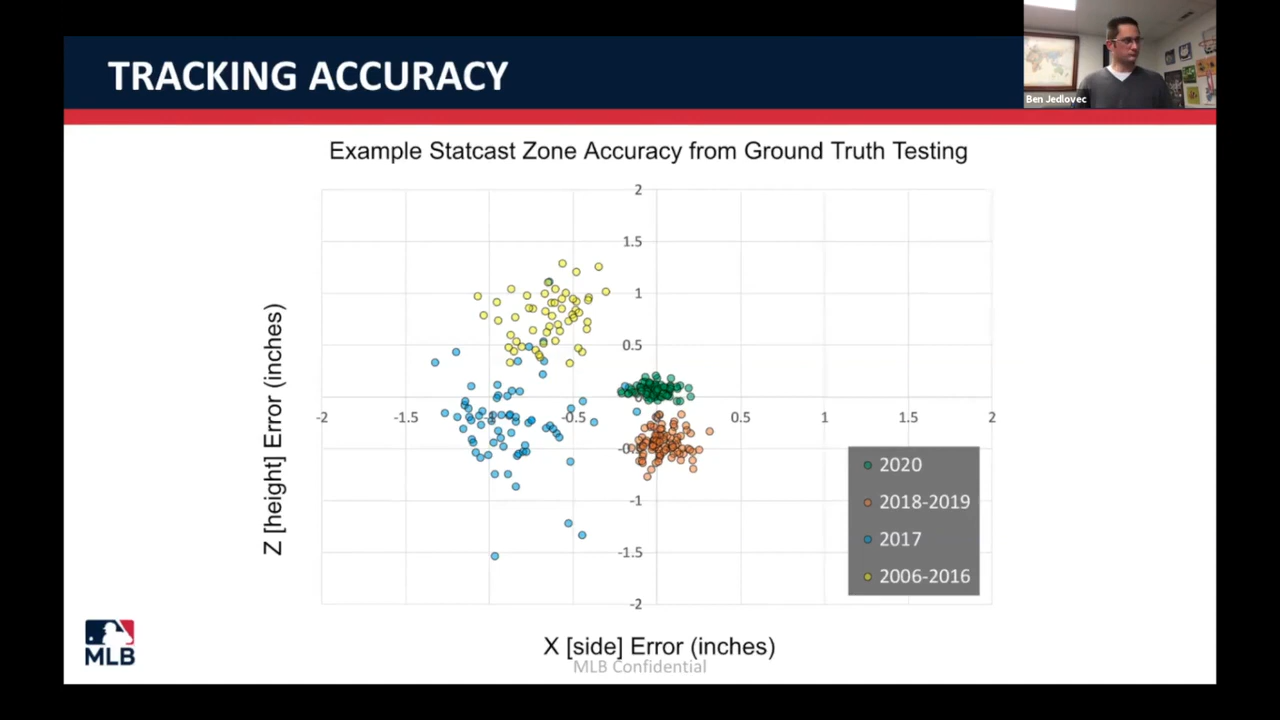 TRACKING ACCURACY
Ben Jedlovec
Example Statcast Zone Accuracy from Ground Truth Testing
2
1.5
1
0.5
-2
-1.5
-0.5
0.5
1
1.5
2
-1
-1.5
-2
Z [height] Error (inches)
2020
2018-2019
2017
2006-2016
X [side] Error (inches)
MLB Confidential
MLB